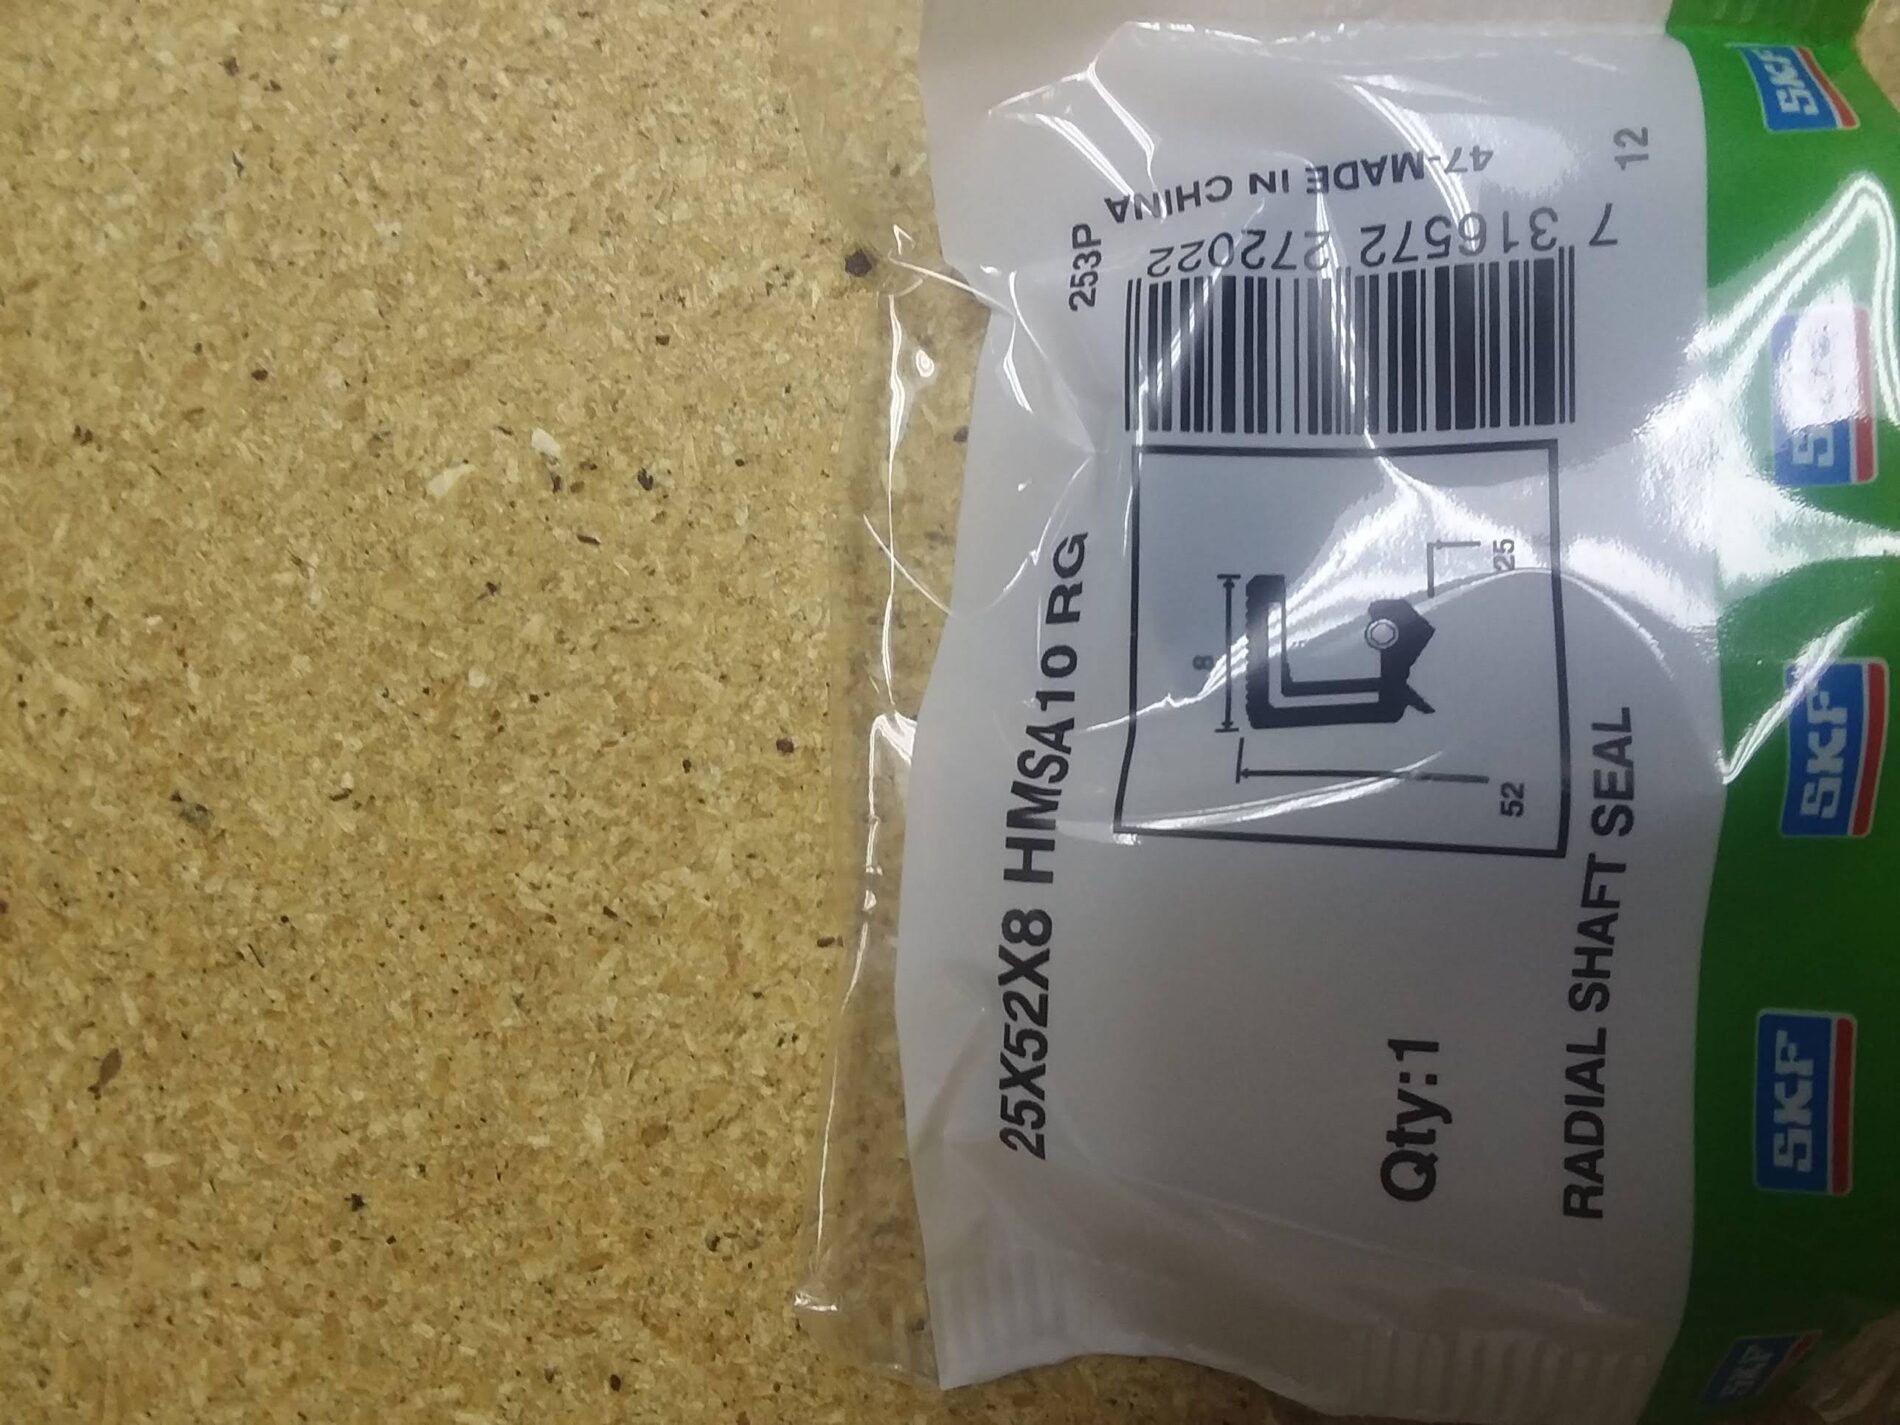 25X52X8 HMSA10 RG
253P
8
52
25
Qty:1
RADIAL SHAFT SEAL
7 316572 272022
47-MADE IN CHINA
12
SKF
SKF
SKF
SKF
SKF